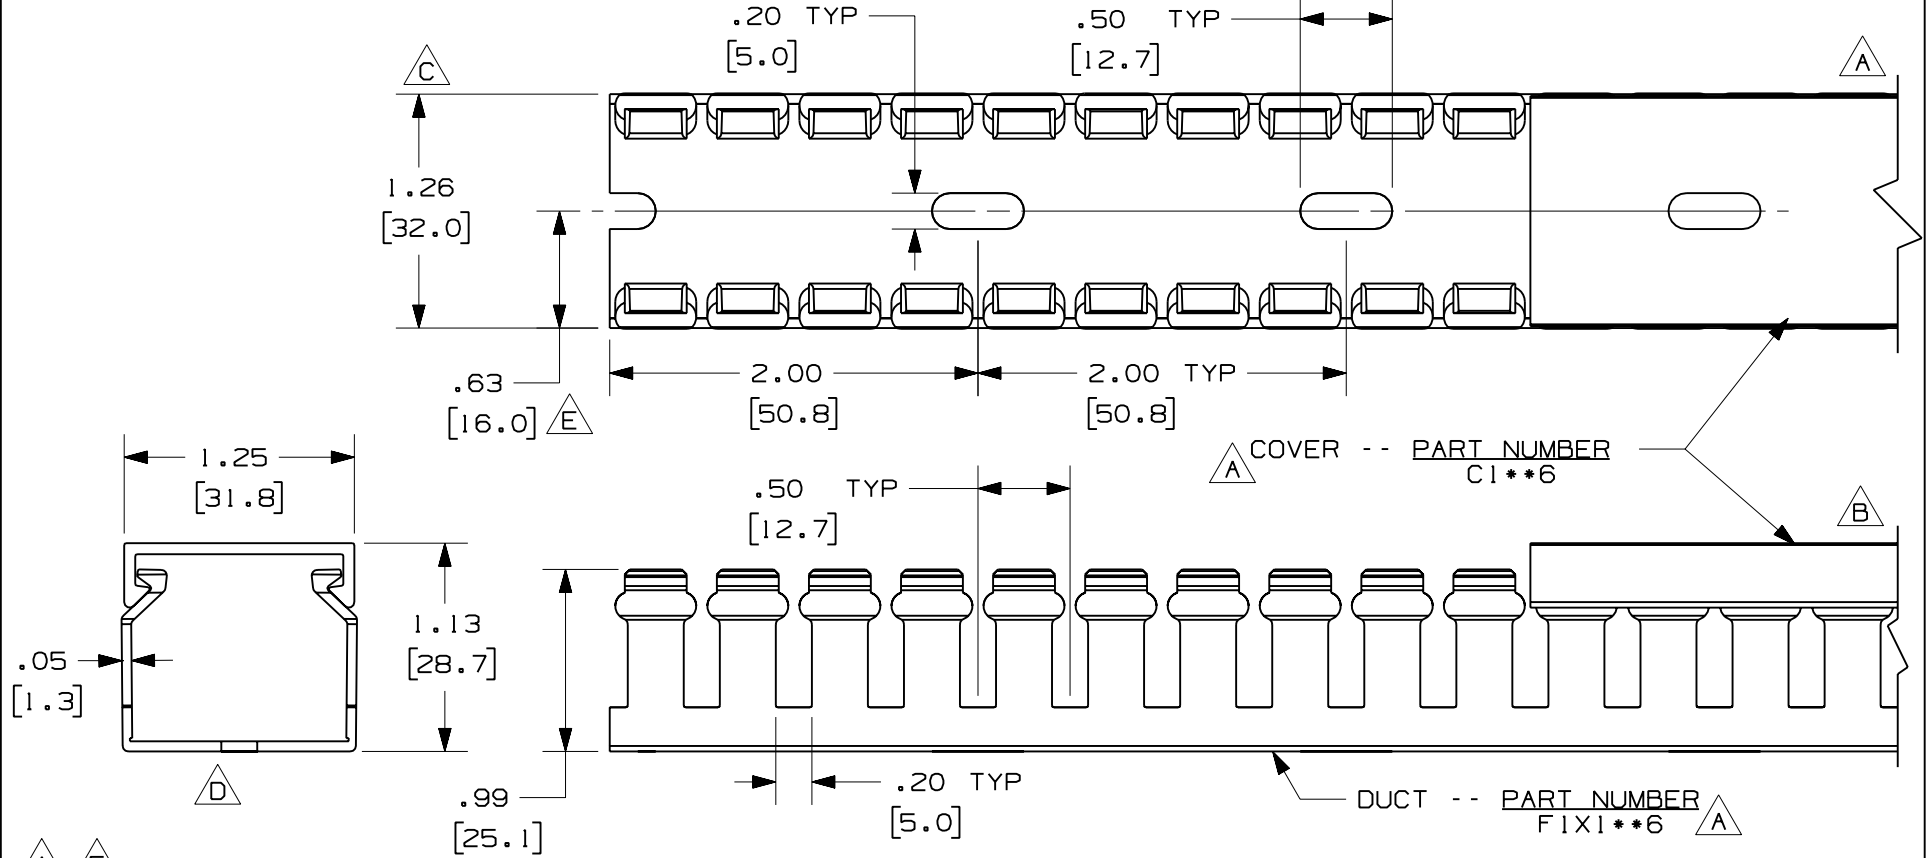 .20 TYP
[5.0]
.50 TYP
[12.7]
C
A
1.26
[32.0]
.63
[16.0]
E
2.00
[50.8]
2.00 TYP
[50.8]
A
COVER -- PART NUMBER
C1**6
1.25
[31.8]
.50 TYP
[12.7]
B
1.13
[28.7]
.05
[1.3]
D
.99
[25.1]
.20 TYP
[5.0]
DUCT -- PART NUMBER
F1X1**6
A